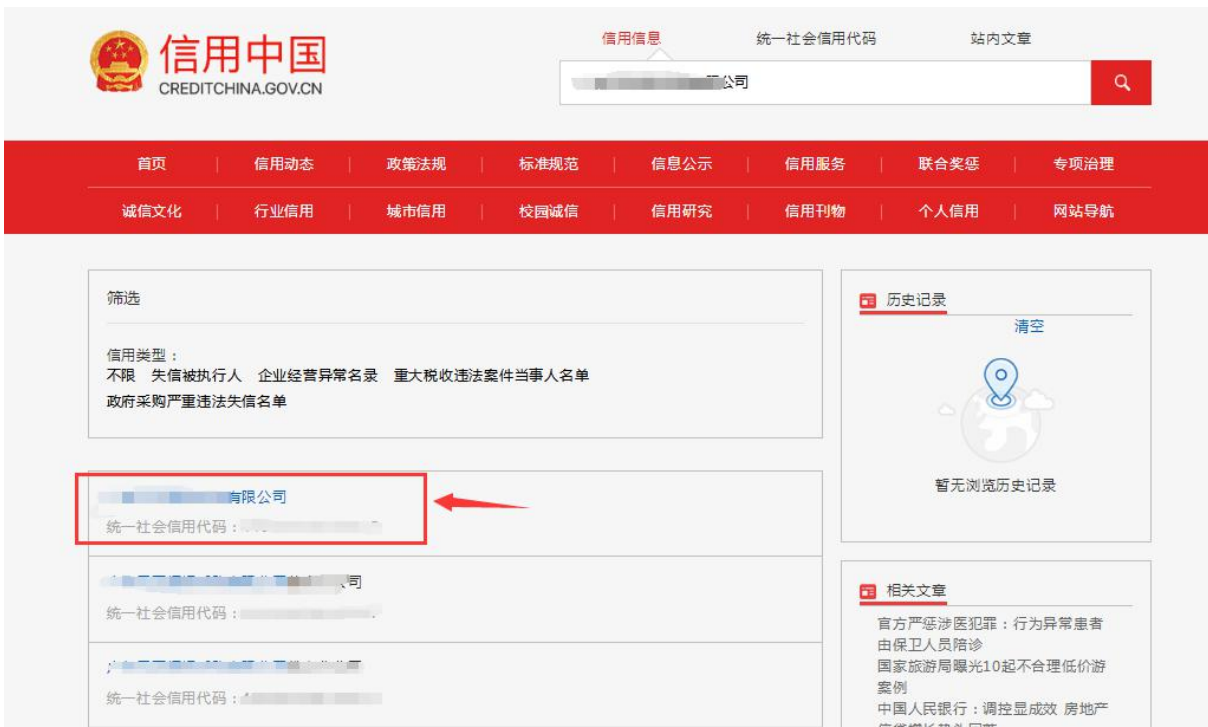 信用中国
CREDITCHINA.GOV.CN
信用信息 统一社会信用代码 站内文章
公司
首页 信用动态 政策法规 标准规范 信息公示 信用服务 联合奖惩 专项治理
诚信文化 行业信用 城市信用 校园诚信 信用研究 信用刊物 个人信用 网站导航
筛选
信用类型：
不限 失信被执行人 企业经营异常名录 重大税收违法案件当事人名单
政府采购严重违法失信名单
有限公司
统一社会信用代码：
司
统一社会信用代码：
统一社会信用代码：
历史记录
清空
暂无浏览历史记录
相关文章
官方严惩涉医犯罪：行为异常患者
由保卫人员陪诊
国家旅游局曝光10起不合理低价游
案例
中国人民银行：调控显成效 房地产